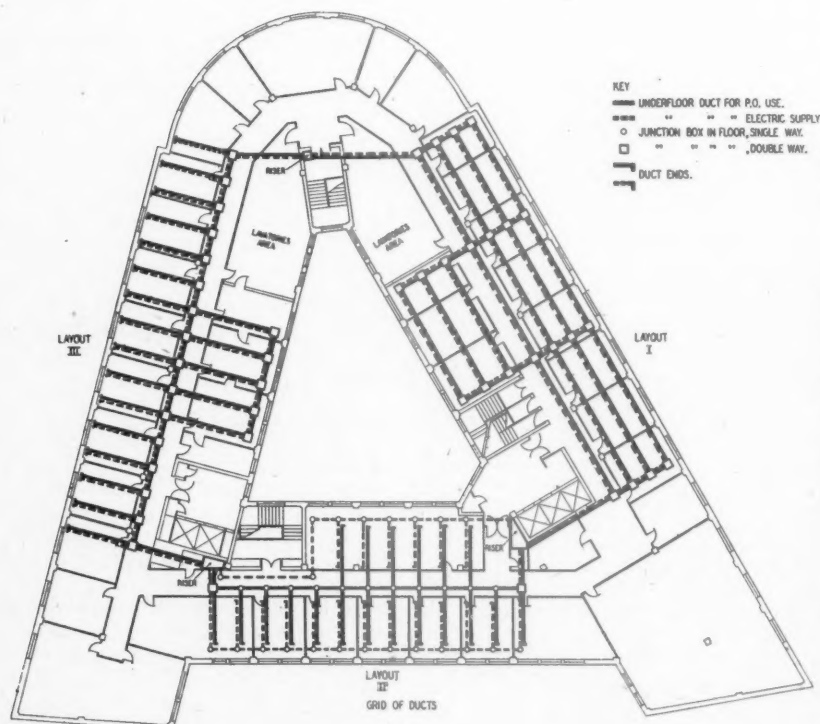 KEY
UNDERFLOOR DUCT FOR P.O. USE.
" " " ELECTRIC SUPPLY
JUNCTION BOX IN FLOOR, SINGLE WAY.
" " " " , DOUBLE WAY.
DUCT ENDS.
RISER
LAVATORIES
AREA
LAVATORIES
AREA
LAYOUT
III
LAYOUT
I
RISER
RISER
LAYOUT
II
GRID OF DUCTS